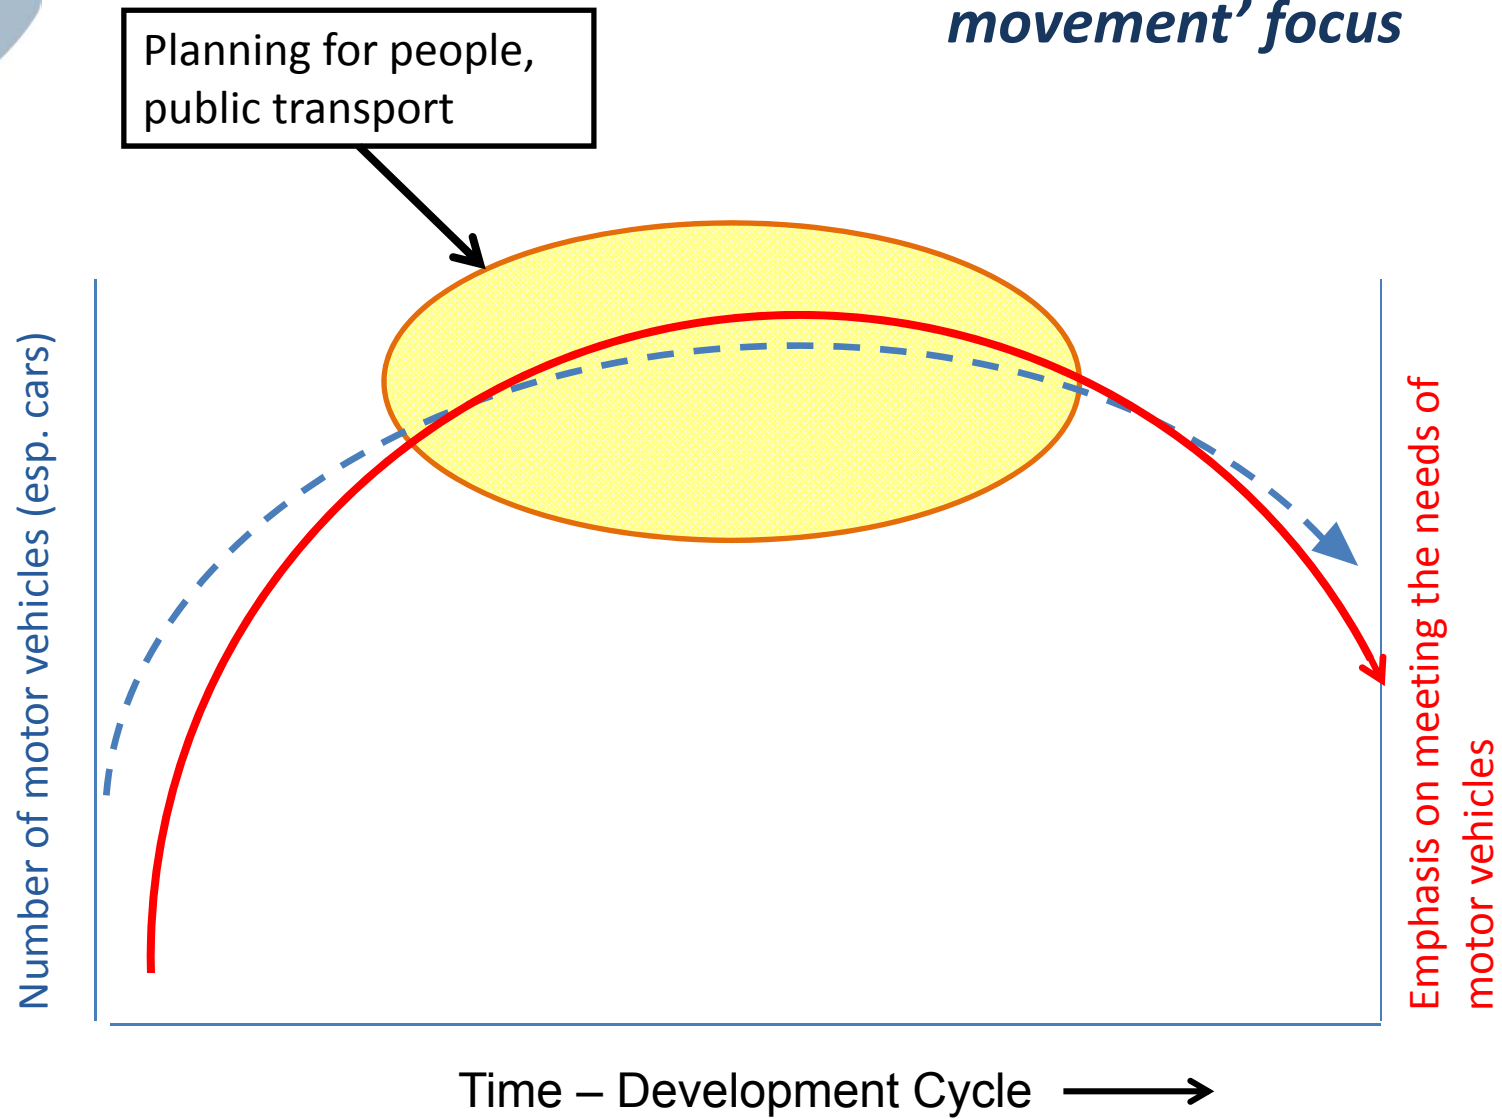 movement’ focus
Planning for people,
public transport
Number of motor vehicles (esp. cars)
Emphasis on meeting the needs of
motor vehicles
Time – Development Cycle